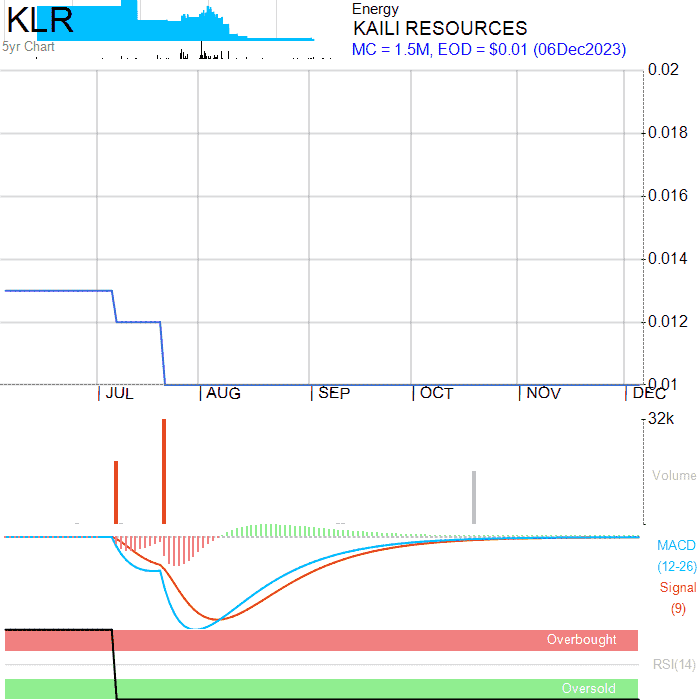 KLR
5yr Chart
Energy
KAILI RESOURCES
MC = 1.5M, EOD = $0.01 (06Dec2023)
0.02
0.018
0.016
0.014
0.012
0.01
JUL AUG SEP OCT NOV DEC
32k
Volume
MACD
(12-26)
Signal
(9)
Overbought
RSI(14)
Oversold